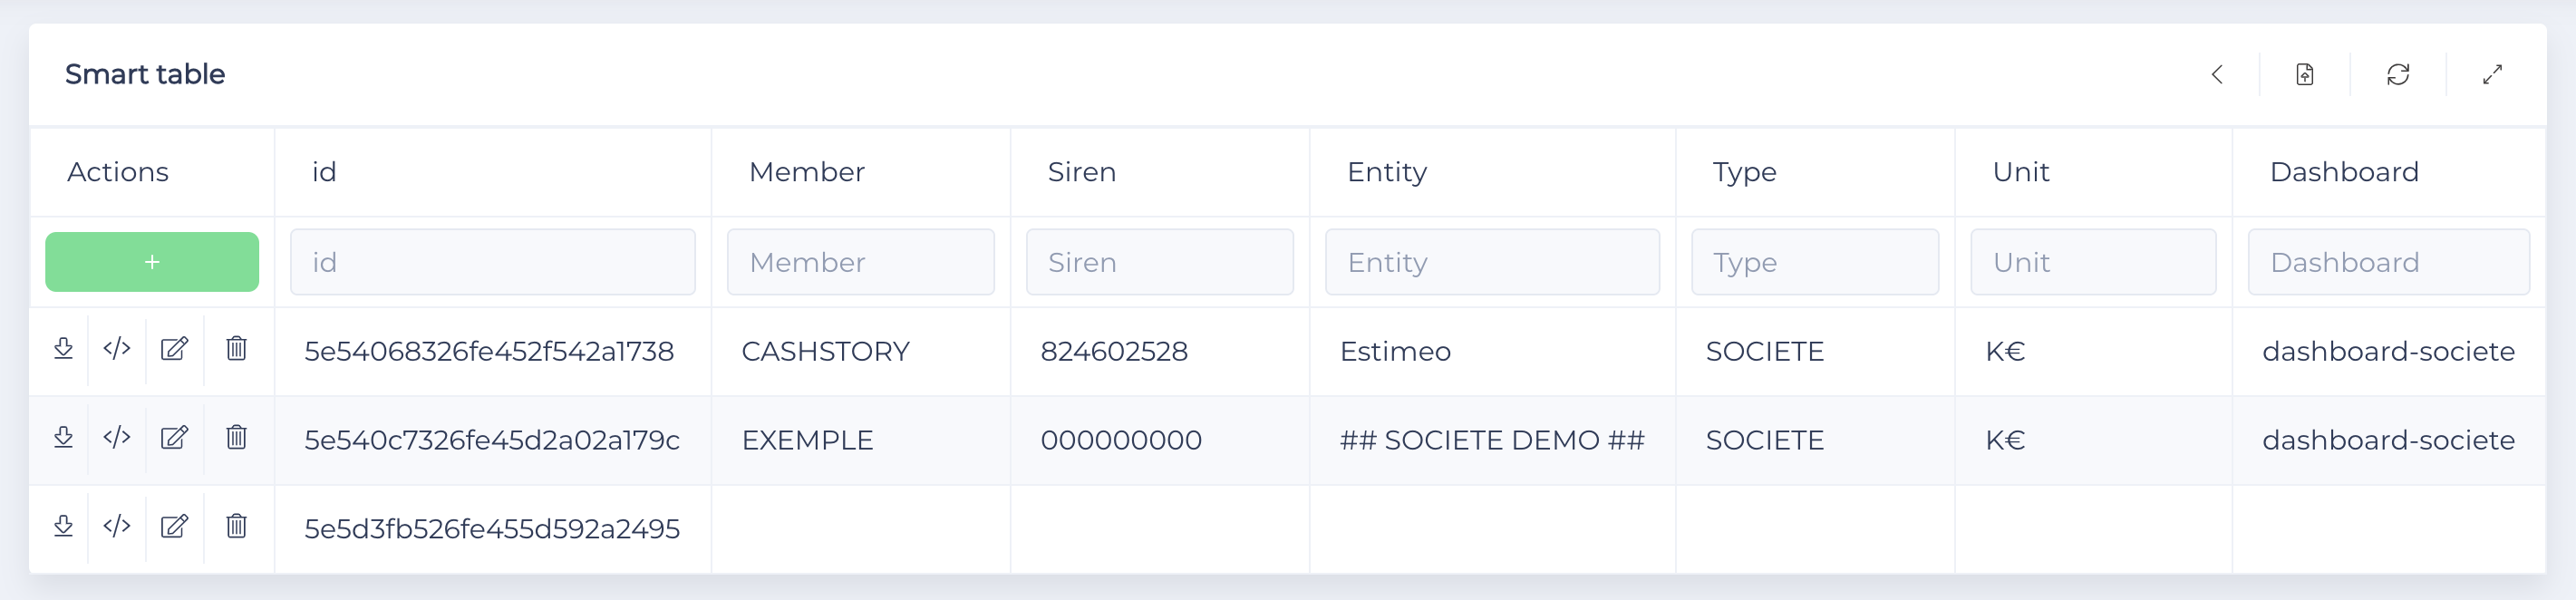 Smart table
Actions id Member Siren Entity Type Unit Dashboard
+ id Member Siren Entity Type Unit Dashboard
</> 5e54068326fe452f542a1738 CASHSTORY 824602528 Estimeo SOCIETE K€ dashboard-societe
</> 5e540c7326fe45d2a02a179c EXEMPLE 000000000 ## SOCIETE DEMO ## SOCIETE K€ dashboard-societe
</> 5e5d3fb526fe455d592a2495